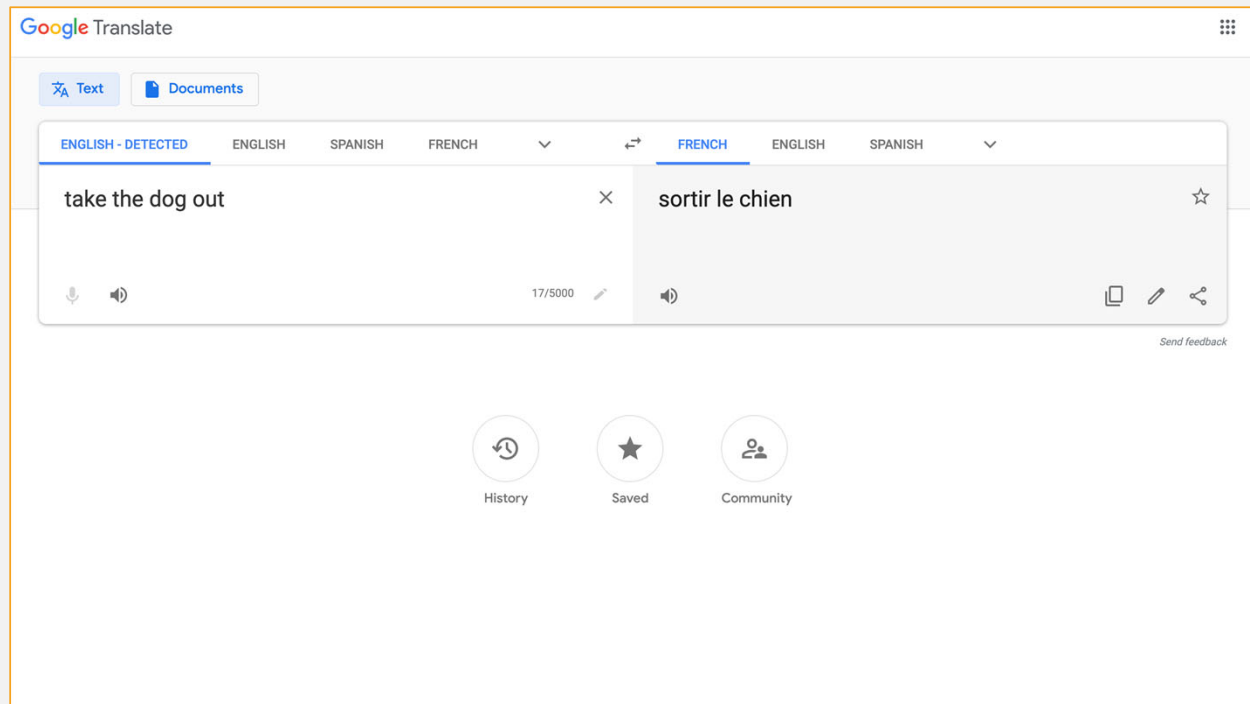 Google Translate
Text
Documents
ENGLISH - DETECTED ENGLISH SPANISH FRENCH
FRENCH ENGLISH SPANISH
take the dog out
sortir le chien
17/5000
Send feedback
History
Saved
Community